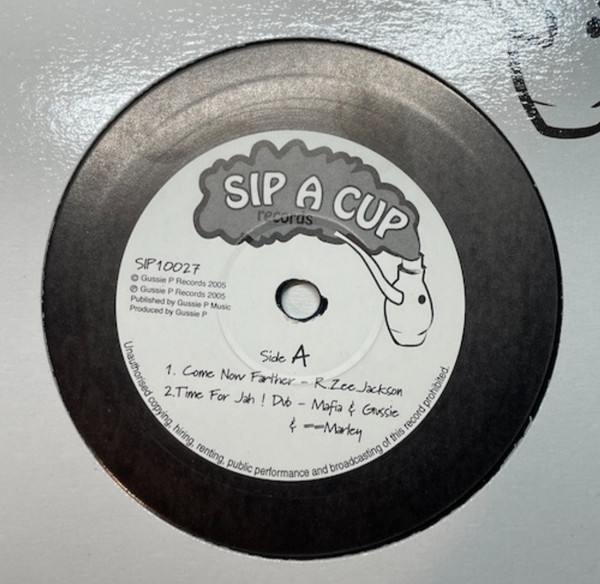 SIP A CUP
records
SIP10027
© Gussie P Records 2005
℗ Gussie P Records 2005
Published by Gussie P Music
Produced by Gussie P
Side A
1. Come Now Farther - R.Zee Jackson
2.Time For Jah ! Dub - Mafia & Gussie
& ==Marley
Unauthorised copying, hiring, renting, public performance and broadcasting of this record prohibited.